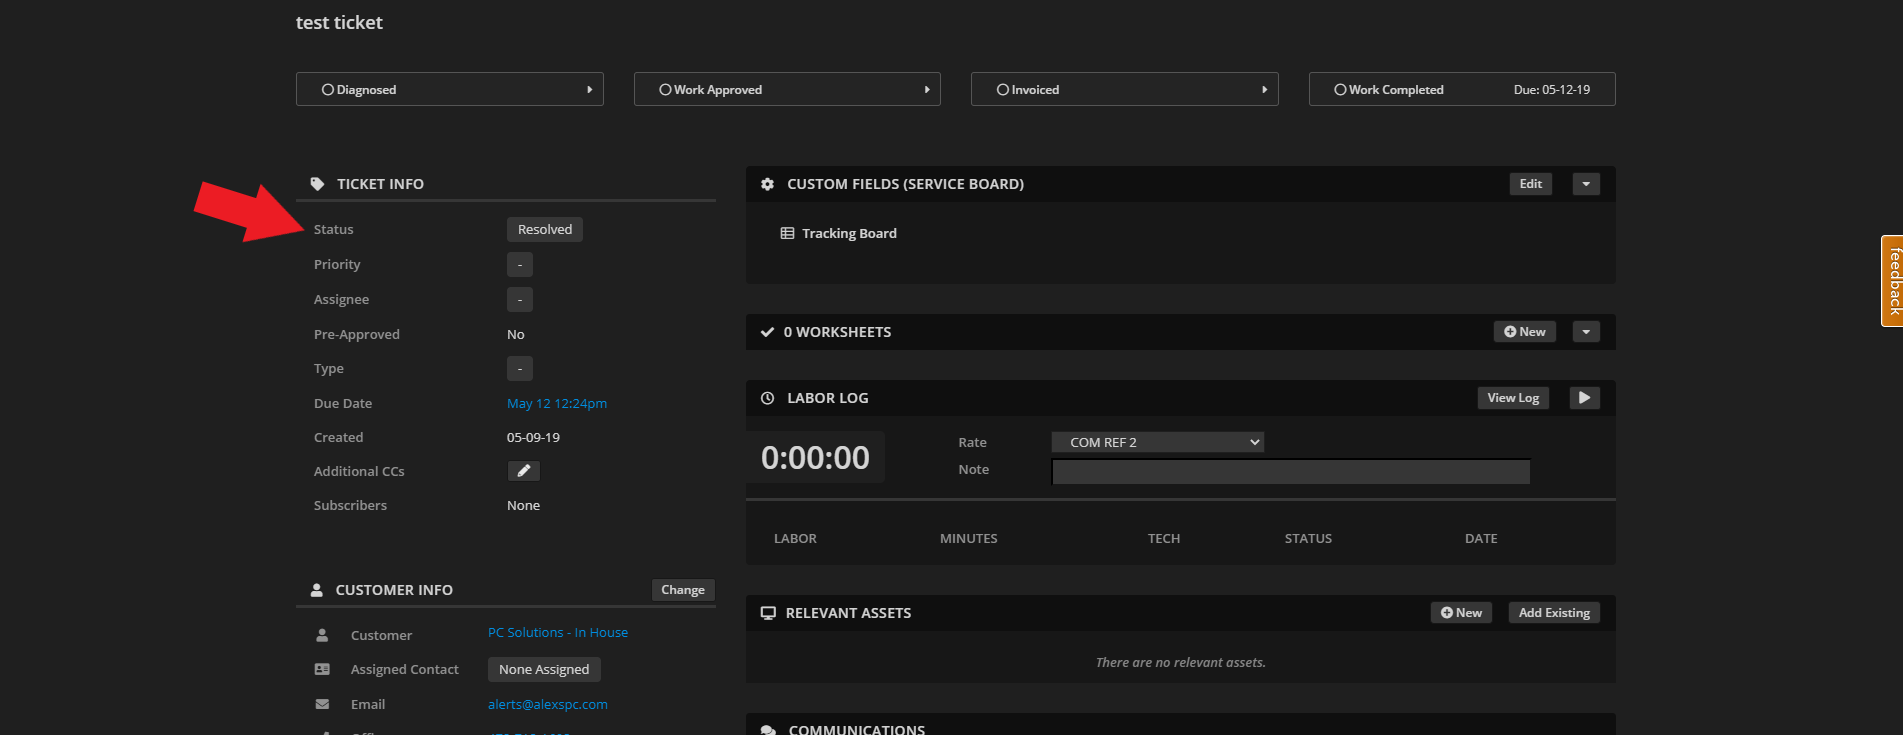 test ticket
Diagnosed
Work Approved
Invoiced
Work Completed Due: 05-12-19
TICKET INFO
Status Resolved
Priority -
Assignee -
Pre-Approved No
Type -
Due Date May 12 12:24pm
Created 05-09-19
Additional CCs
Subscribers None
CUSTOMER INFO Change
Customer PC Solutions - In House
Assigned Contact None Assigned
Email alerts@alexspc.com
CUSTOM FIELDS (SERVICE BOARD) Edit
Tracking Board
0 WORKSHEETS New
LABOR LOG View Log
0:00:00
Rate COM REF 2
Note
LABOR MINUTES TECH STATUS DATE
RELEVANT ASSETS New Add Existing
There are no relevant assets.
COMMUNICATIONS
feedback